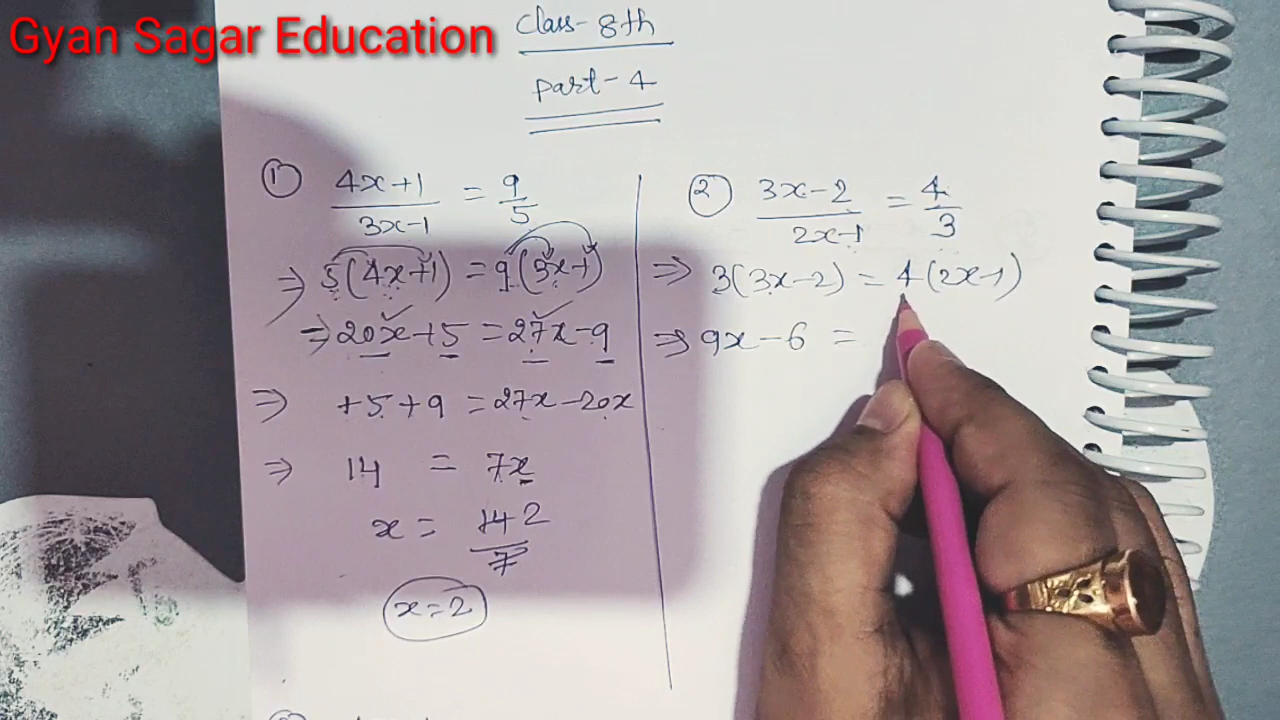 Gyan Sagar Education
Class-8th
Part-4
① (4x+1)/(3x-1) = 9/5
⇒ 5(4x+1) = 9(3x-1)
⇒ 20x+5 = 27x-9
⇒ +5+9 = 27x-20x
⇒ 14 = 7x
x = 14/7 2
x=2
② (3x-2)/(2x-1) = 4/3
⇒ 3(3x-2) = 4(2x-1)
⇒ 9x-6 =